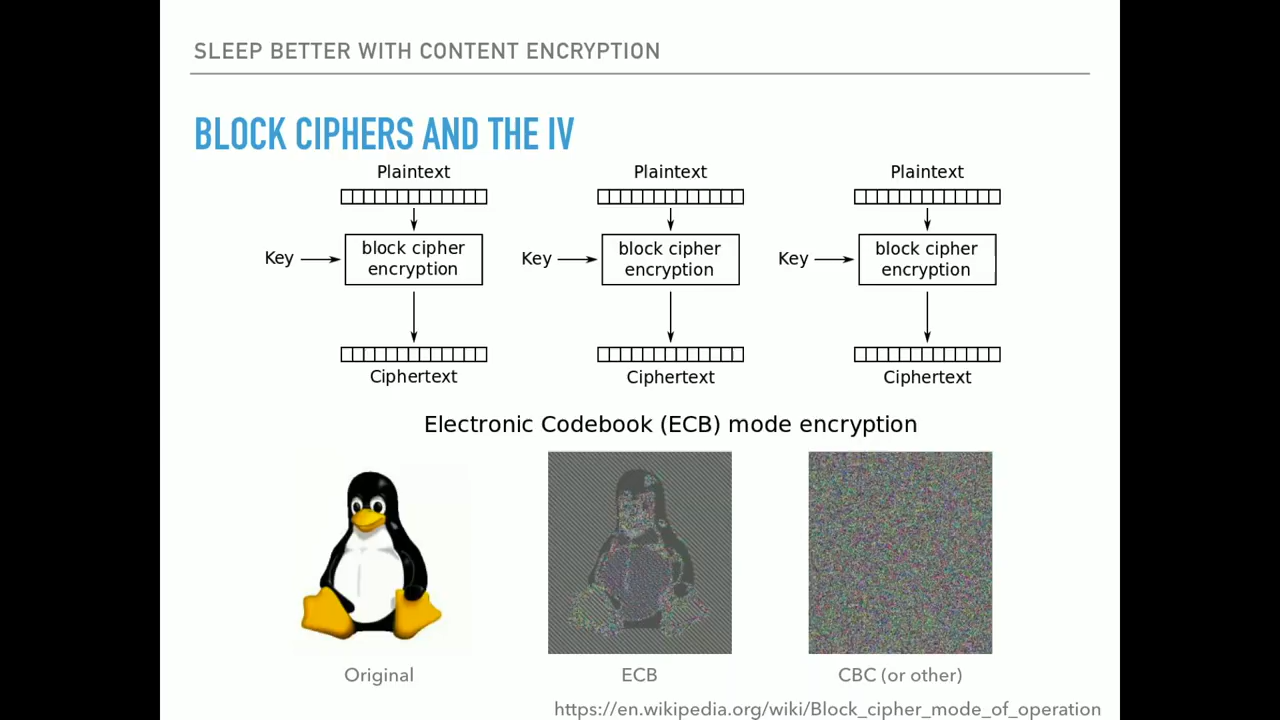 SLEEP BETTER WITH CONTENT ENCRYPTION
BLOCK CIPHERS AND THE IV
Plaintext Plaintext Plaintext
Key block cipher encryption Key block cipher encryption Key block cipher encryption
Ciphertext Ciphertext Ciphertext
Electronic Codebook (ECB) mode encryption
Original ECB CBC (or other)
https://en.wikipedia.org/wiki/Block_cipher_mode_of_operation